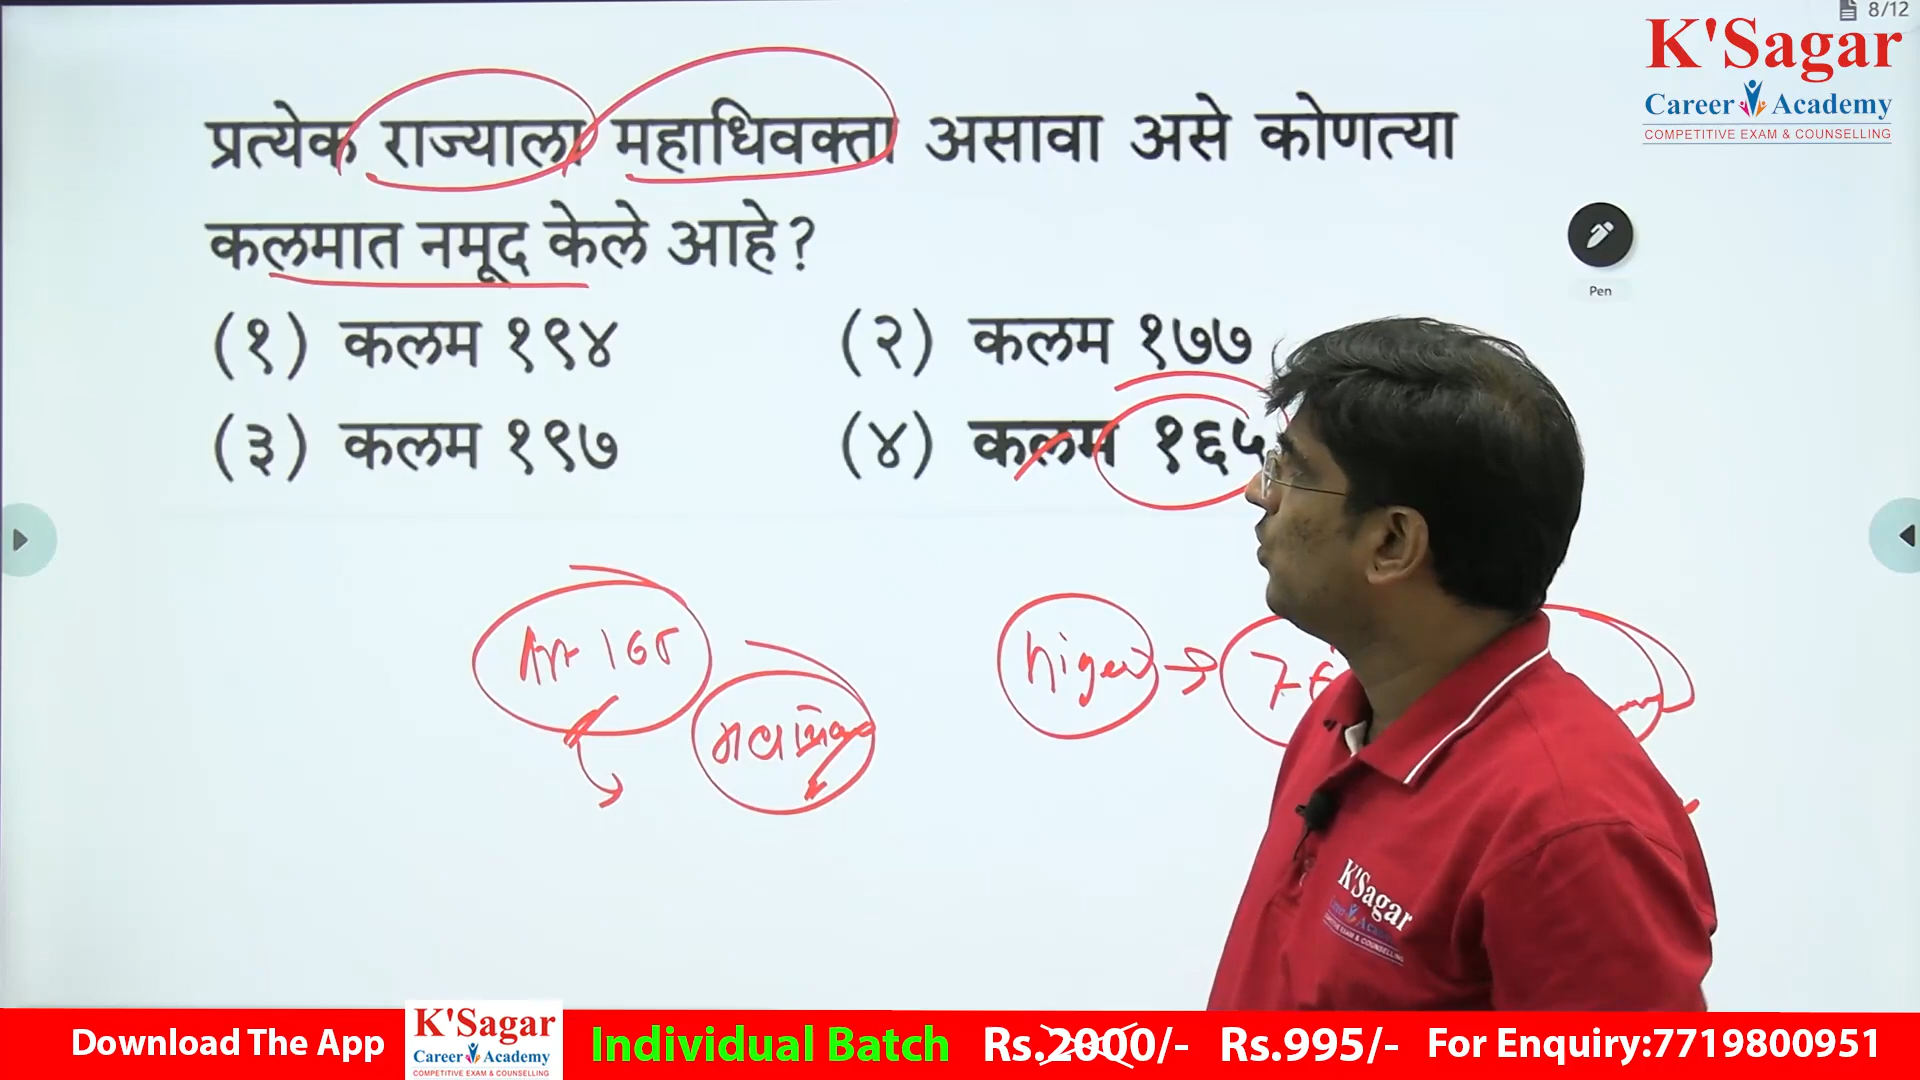 8/12
K'Sagar
Career Academy
COMPETITIVE EXAM & COUNSELLING
प्रत्येक राज्याला महाधिवक्ता असावा असे कोणत्या
कलमात नमूद केले आहे?
(१) कलम १९४ (२) कलम १७७
(३) कलम १९७ (४) कलम १६५
Pen
Art 165
K'Sagar
Download The App
K'Sagar
Career Academy
COMPETITIVE EXAM & COUNSELLING
Individual Batch Rs.2000/- Rs.995/- For Enquiry:7719800951